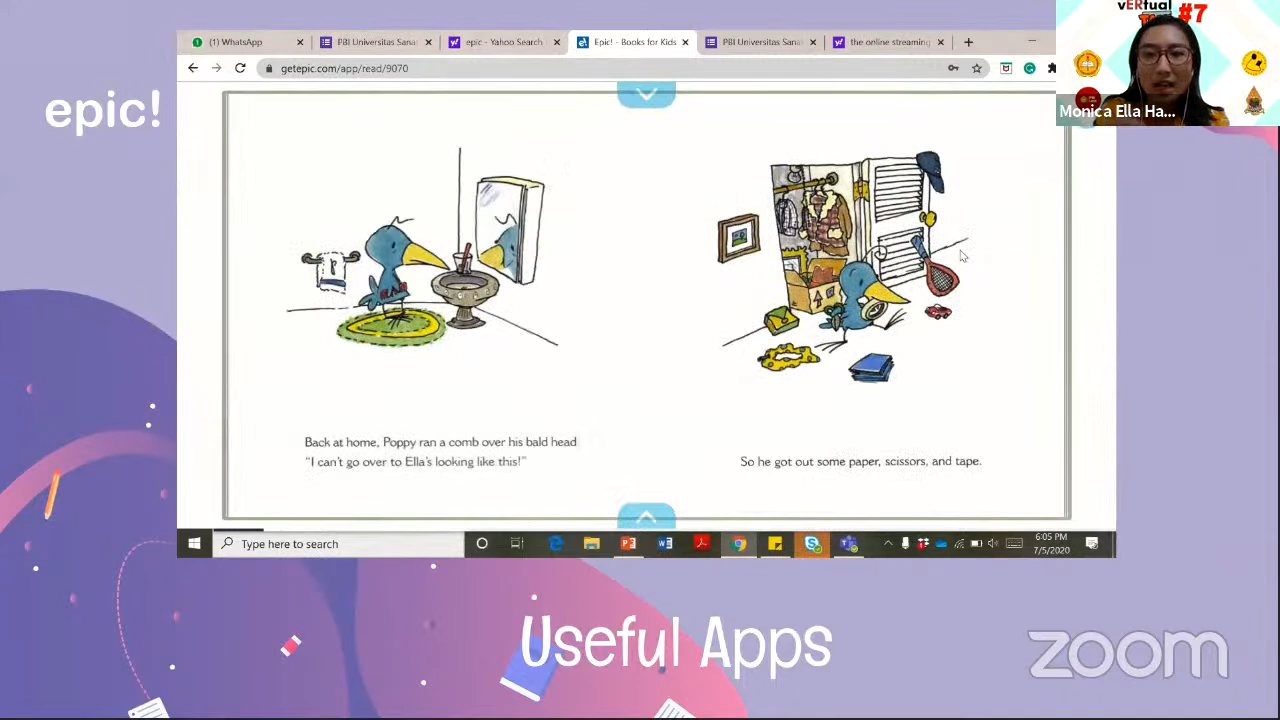 vERtual
#7
epic!
(1) WhatsApp
PBI Universitas Sana
epic - Yahoo Search
Epic! - Books for Kids
PBI Universitas Sana
the online streaming
getepic.com/app/read/9070
Monica Ella Ha...
P
Back at home, Poppy ran a comb over his bald head
“I can't go over to Ella's looking like this!”
So he got out some paper, scissors, and tape.
Type here to search
6:05 PM
7/5/2020
Useful Apps
zoom